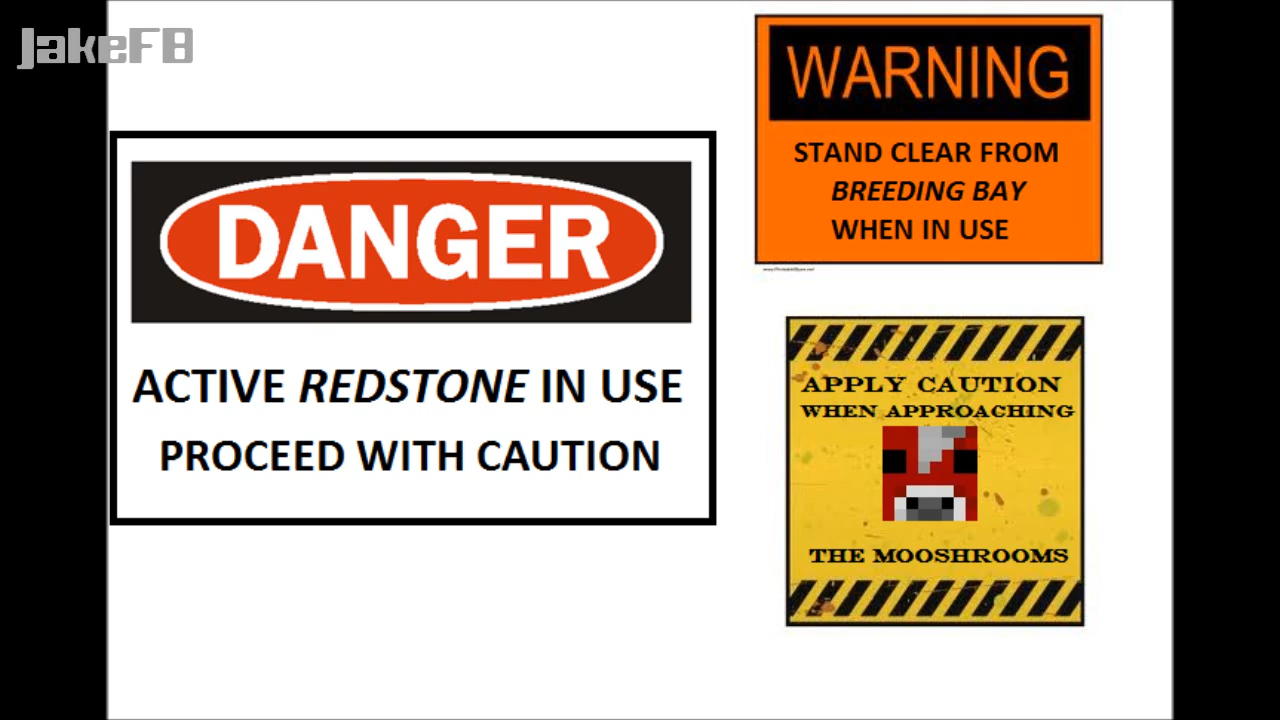 JakeFB
DANGER
ACTIVE REDSTONE IN USE
PROCEED WITH CAUTION
WARNING
STAND CLEAR FROM
BREEDING BAY
WHEN IN USE
APPLY CAUTION
WHEN APPROACHING
THE MOOSHROOMS